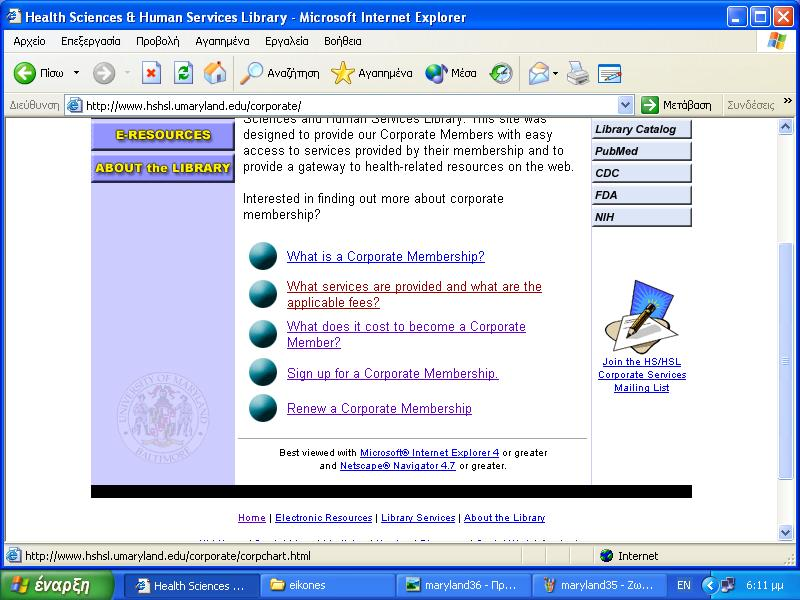 Health Sciences & Human Services Library - Microsoft Internet Explorer
Αρχείο Επεξεργασία Προβολή Αγαπημένα Εργαλεία Βοήθεια
Πίσω Αναζήτηση Αγαπημένα Μέσα
Διεύθυνση http://www.hshsl.umaryland.edu/corporate/ Μετάβαση Συνδέσεις »
E-RESOURCES
ABOUT the LIBRARY
UNIVERSITY OF MARYLAND
BALTIMORE
Sciences and Human Services Library. This site was
designed to provide our Corporate Members with easy
access to services provided by their membership and to
provide a gateway to health-related resources on the web.
Interested in finding out more about corporate
membership?
What is a Corporate Membership?
What services are provided and what are the
applicable fees?
What does it cost to become a Corporate
Member?
Sign up for a Corporate Membership.
Renew a Corporate Membership
Best viewed with Microsoft® Internet Explorer 4 or greater
and Netscape® Navigator 4.7 or greater.
Library Catalog
PubMed
CDC
FDA
NIH
Join the HS/HSL
Corporate Services
Mailing List
Home | Electronic Resources | Library Services | About the Library
http://www.hshsl.umaryland.edu/corporate/corpchart.html Internet
έναρξη Health Sciences ... eikones maryland36 - Πρ... maryland35 - Ζω... EN 6:11 μμ